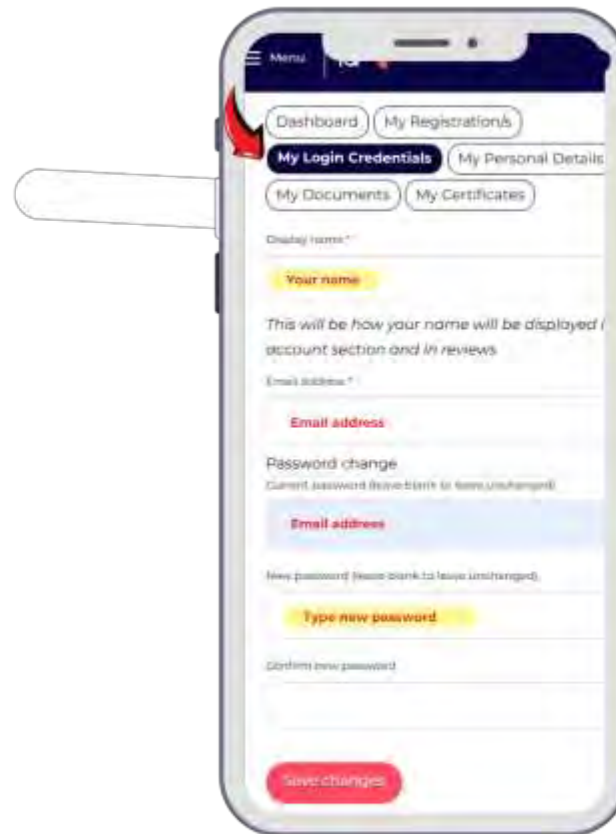 Menu
Dashboard My Registration/s
My Login Credentials My Personal Details
My Documents My Certificates
Display name *
Your name
This will be how your name will be displayed i
account section and in reviews
Email address *
Email address
Password change
Current password (leave blank to leave unchanged)
Email address
New password (leave blank to leave unchanged)
Type new password
Confirm new password
Save changes